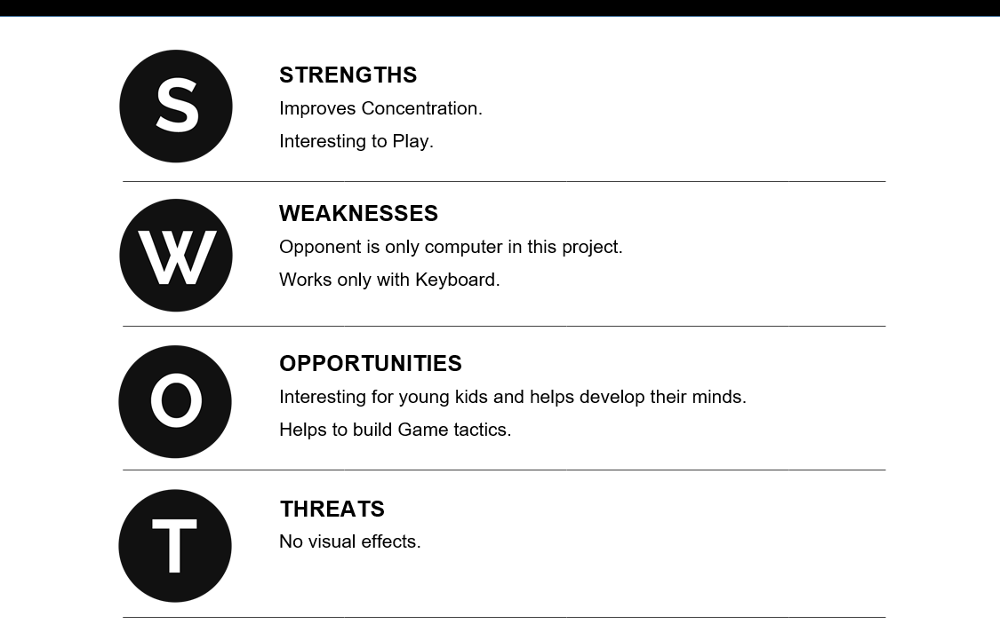 S
STRENGTHS
Improves Concentration.
Interesting to Play.
W
WEAKNESSES
Opponent is only computer in this project.
Works only with Keyboard.
O
OPPORTUNITIES
Interesting for young kids and helps develop their minds.
Helps to build Game tactics.
T
THREATS
No visual effects.